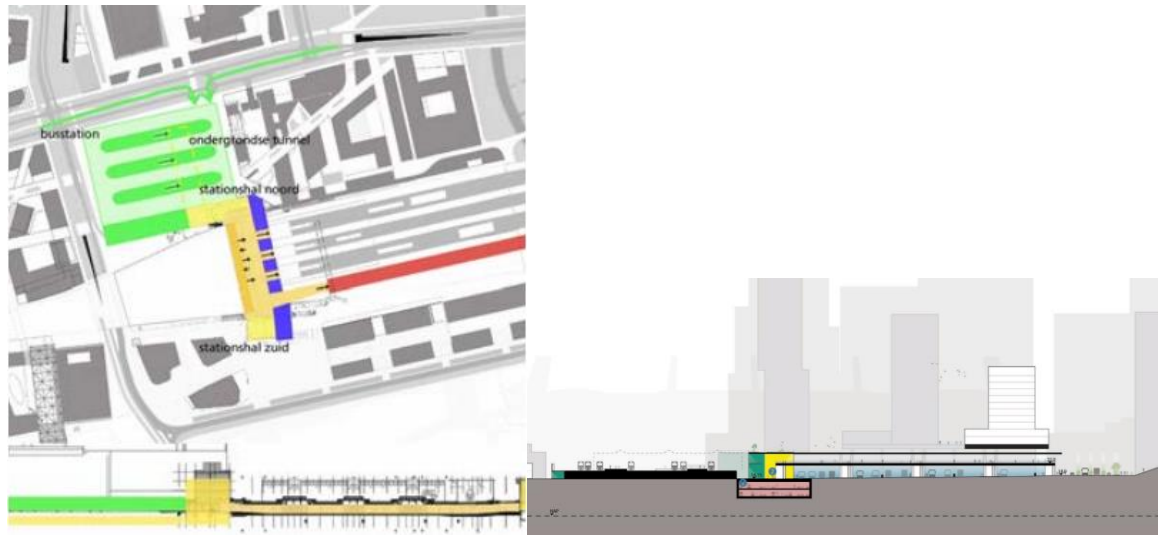 busstation
ondergrondse tunnel
stationshal noord
stationshal zuid